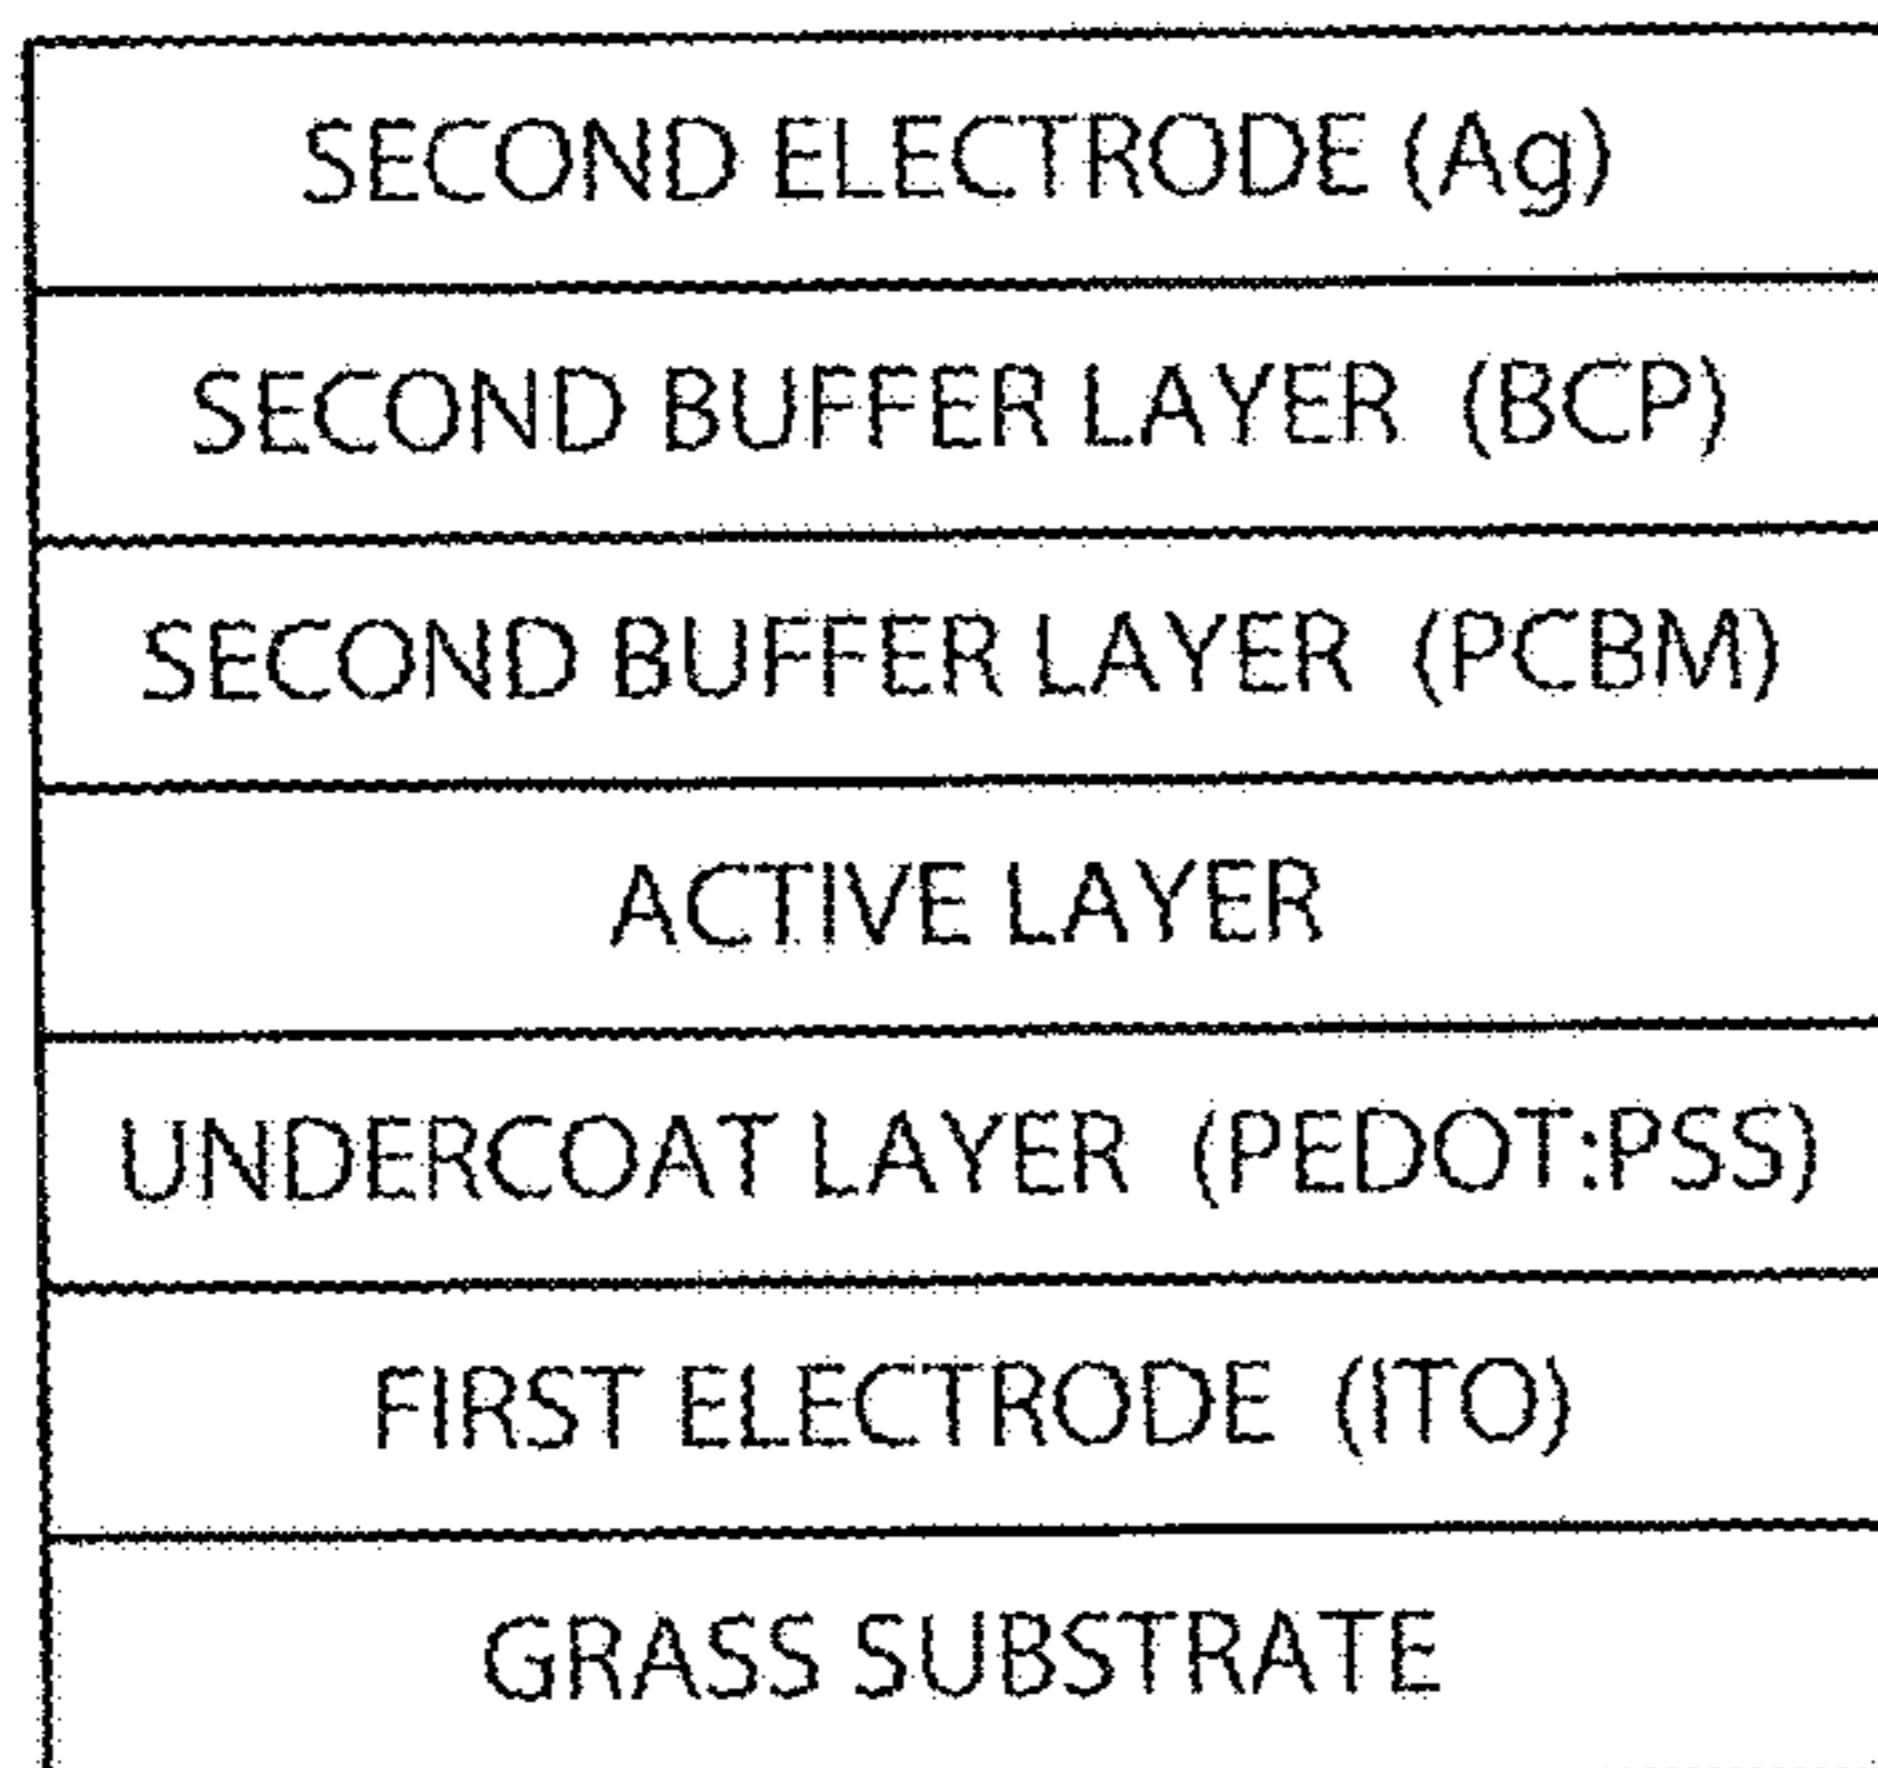 SECOND ELECTRODE (Ag)
SECOND BUFFER LAYER (BCP)
SECOND BUFFER LAYER (PCBM)
ACTIVE LAYER
UNDERCOAT LAYER (PEDOT:PSS)
FIRST ELECTRODE (ITO)
GRASS SUBSTRATE